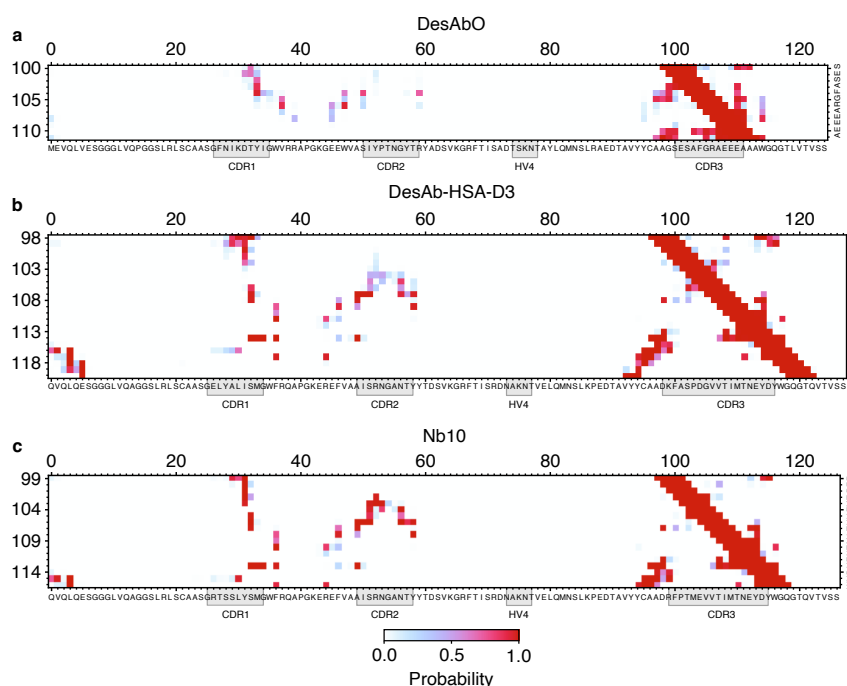 DesAbO
a
0 20 40 60 80 100 120
100
105
110
AEEEARGFASES
MEVQLVESGGGLVQPGGSLRLSCAASGFNIKDTYIGWVRRAPGKGEEWVASIYPTNGYTRYADSVKGRFTISADTSKNTAYLQMNSLRAEDTAVYYCAAGSESAFGRAEEEAAAWGQGTLVTVSS
CDR1 CDR2 HV4 CDR3
DesAb-HSA-D3
b
0 20 40 60 80 100 120
98
103
108
113
118
QVQLQESGGGLVQAGGSLRLSCAASGELYALISMGWFRQAPGKEREFVAAISRNGANTYYTDSVKGRFTISRDNAKNTVELQMNSLKPEDTAVYYCAADKFASPDGVVTIMTNEYDYWGQGTQVTVSS
CDR1 CDR2 HV4 CDR3
Nb10
c
0 20 40 60 80 100 120
99
104
109
114
QVQLQESGGGLVQAGGSLRLSCAASGRTSSLYSMGWFRQAPGKEREFVAAISRNGANTYYTDSVKGRFTISRDNAKNTVELQMNSLKPEDTAVYYCAADRFPTMEVVTIMTNEYDYWGQGTQVTVSS
CDR1 CDR2 HV4 CDR3
0.0 0.5 1.0
Probability